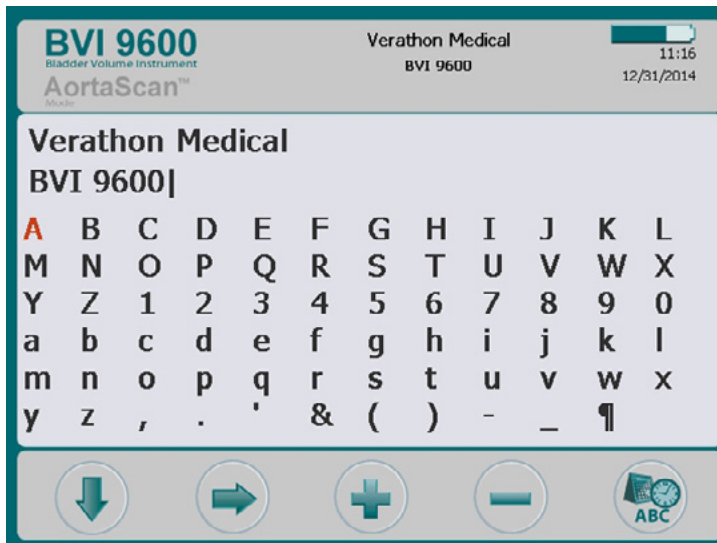 BVI 9600
Bladder Volume Instrument
AortaScan™
Mode
Verathon Medical
BVI 9600
11:16
12/31/2014
Verathon Medical
BVI 9600
A B C D E F G H I J K L
M N O P Q R S T U V W X
Y Z 1 2 3 4 5 6 7 8 9 0
a b c d e f g h i j k l
m n o p q r s t u v w x
y z , . ' & ( ) - _ ¶
ABC